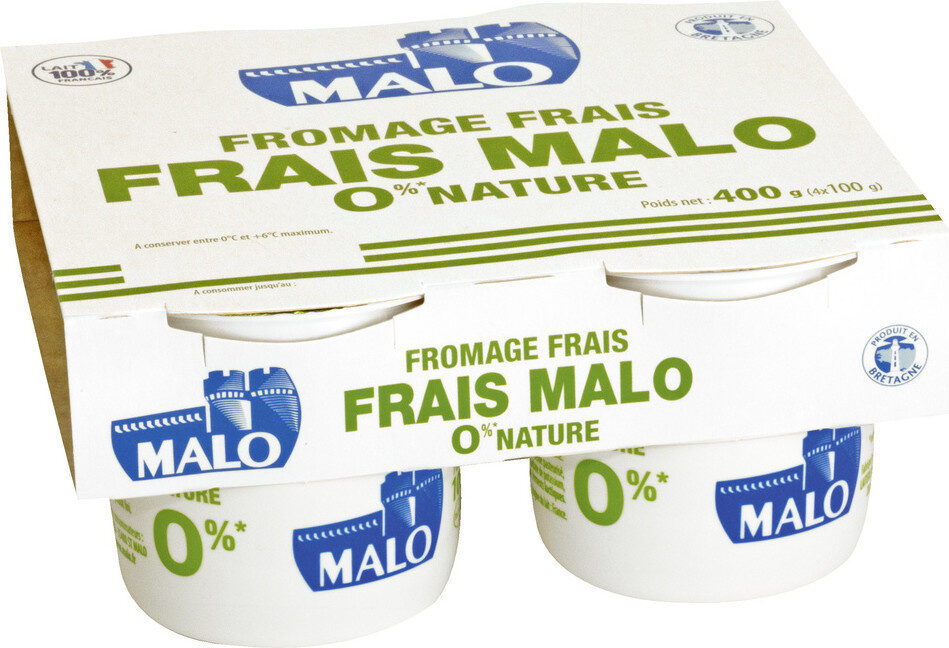 LAIT
100%
FRANÇAIS
MALO
PRODUIT EN
BRETAGNE
FROMAGE FRAIS
FRAIS MALO
0%* NATURE
Poids net : 400 g (4x100 g)
A conserver entre 0°C et +6°C maximum.
A consommer jusqu'au :
FROMAGE FRAIS
FRAIS MALO
0%* NATURE
MALO
PRODUIT EN
BRETAGNE
0%*
MALO
0%*
MALO